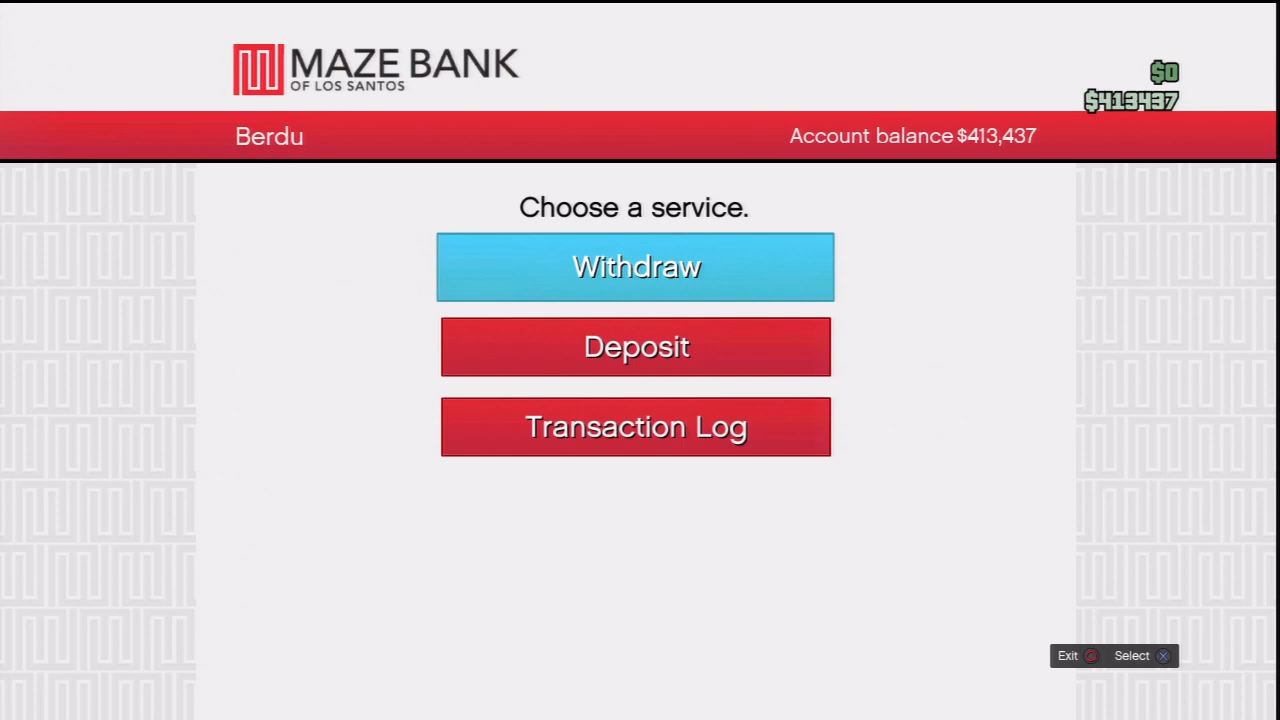 MAZE BANK
OF LOS SANTOS
$0
$413437
Berdu
Account balance $413,437
Choose a service.
Withdraw
Deposit
Transaction Log
Exit Select